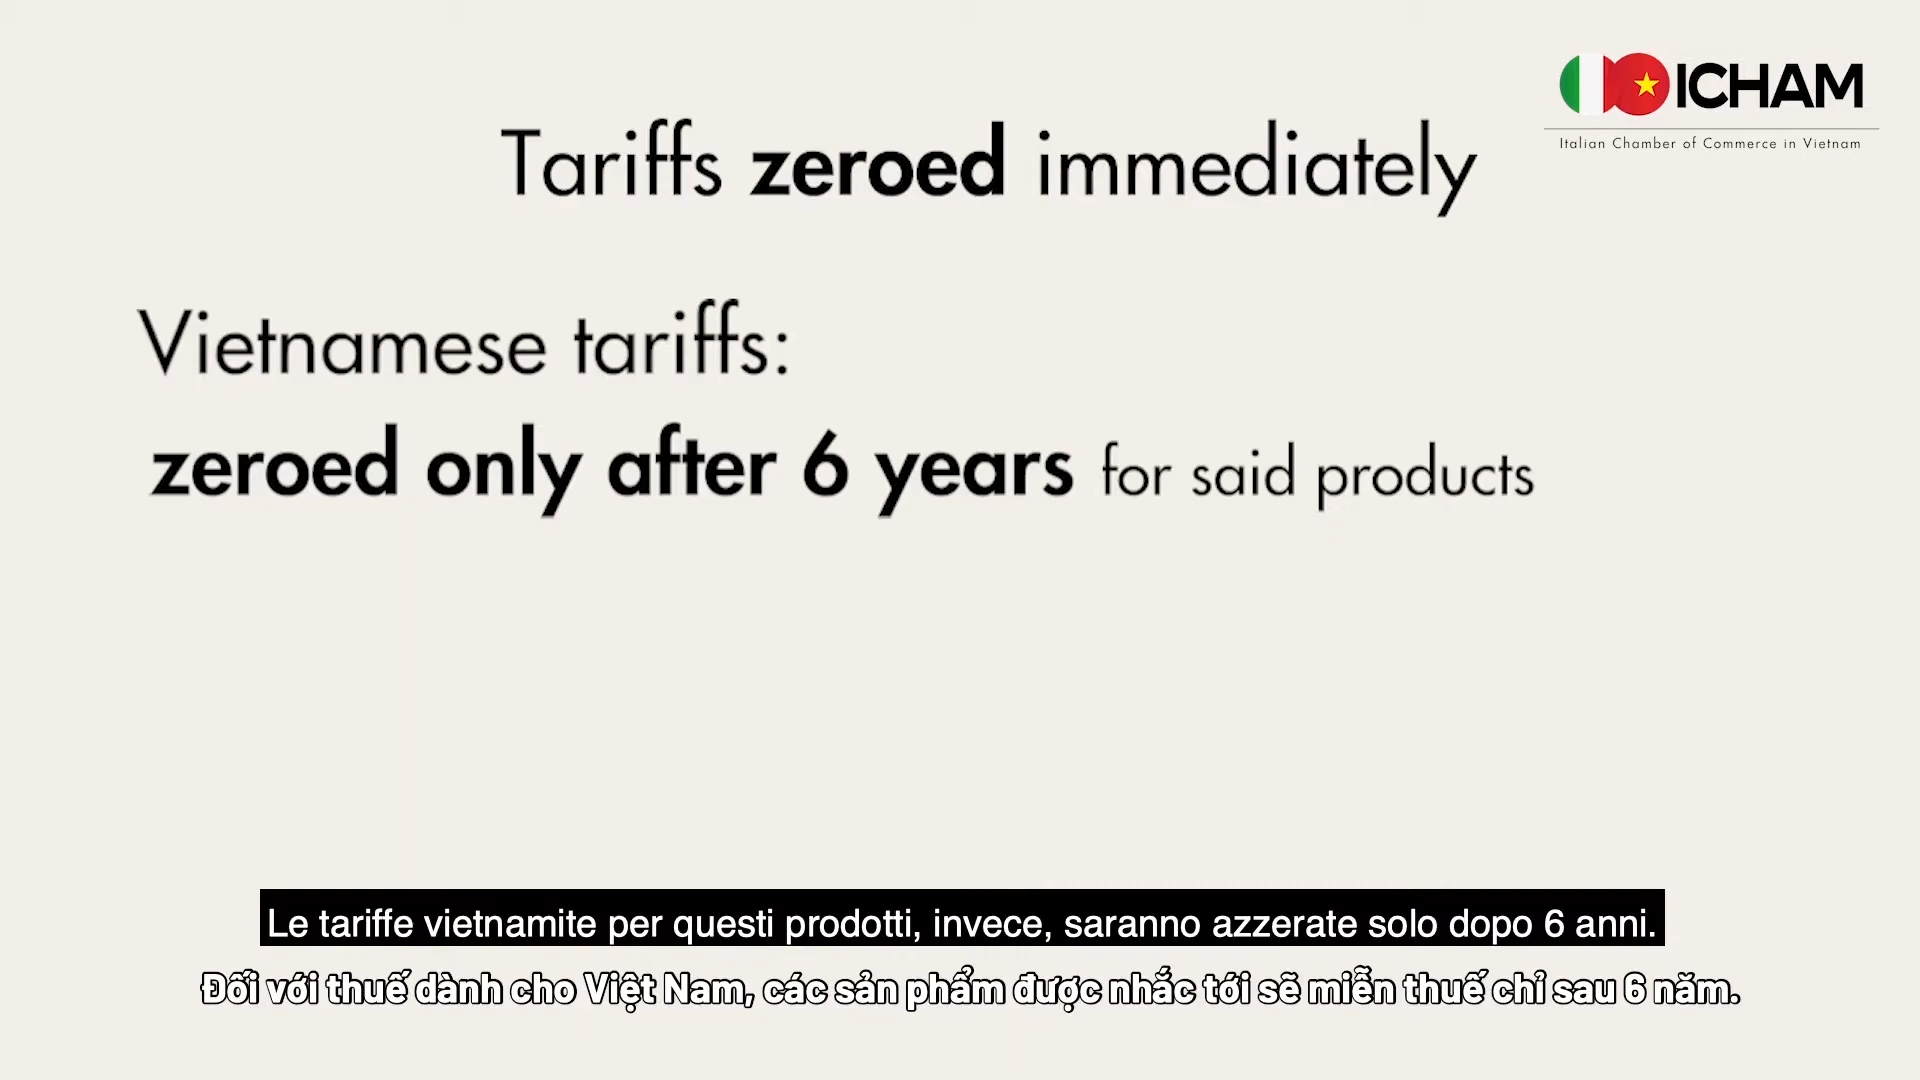 ICHAM
Italian Chamber of Commerce in Vietnam
Tariffs zeroed immediately
Vietnamese tariffs:
zeroed only after 6 years for said products
Le tariffe vietnamite per questi prodotti, invece, saranno azzerate solo dopo 6 anni.
Đối với thuế dành cho Việt Nam, các sản phẩm được nhắc tới sẽ miễn thuế chỉ sau 6 năm.